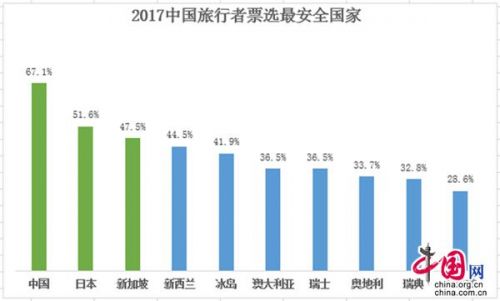 2017中国旅行者票选最安全国家
67.1%
51.6%
47.5%
44.5%
41.9%
36.5%
36.5%
33.7%
32.8%
28.6%
中国
日本
新加坡
新西兰
冰岛
澳大利亚
瑞士
奥地利
瑞典
中国网
china.org.cn
china.com.cn